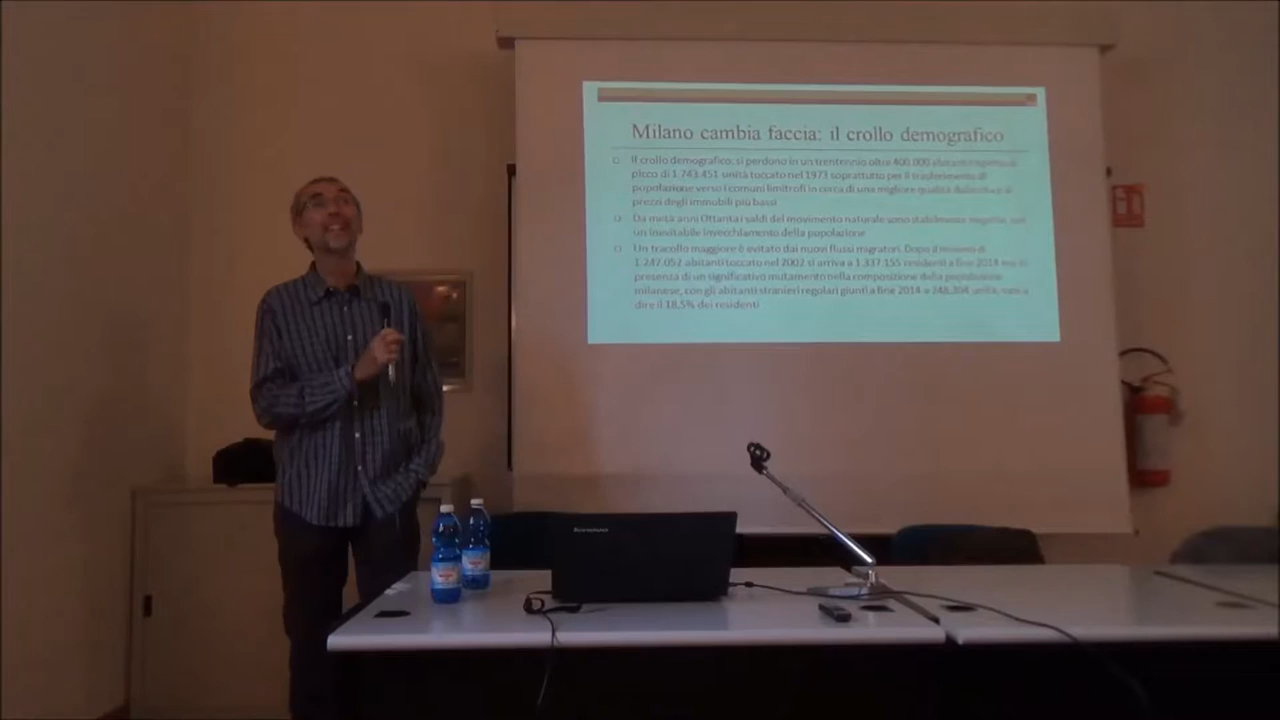 Milano cambia faccia: il crollo demografico
Il crollo demografico: si perdono in un trentennio oltre 400.000 abitanti
picco di 1.743.451 unità toccato nel 1973 soprattutto per il trasferimento di
popolazione verso i comuni limitrofi in cerca di una migliore qualità
prezzi degli immobili più bassi
Da metà anni Ottanta i saldi del movimento naturale sono stabilmente
un inevitabile invecchiamento della popolazione
Un tracollo maggiore è evitato dai nuovi flussi migratori. Dopo il minimo di
1.247.052 abitanti toccato nel 2002 si arriva a 1.337.155 residenti a fine 2014
presenza di un significativo mutamento nella composizione della popolazione
milanese, con gli abitanti stranieri regolari giunti a fine 2014 a 248.304 unità, vale a
dire il 18,5% dei residenti
lenovo